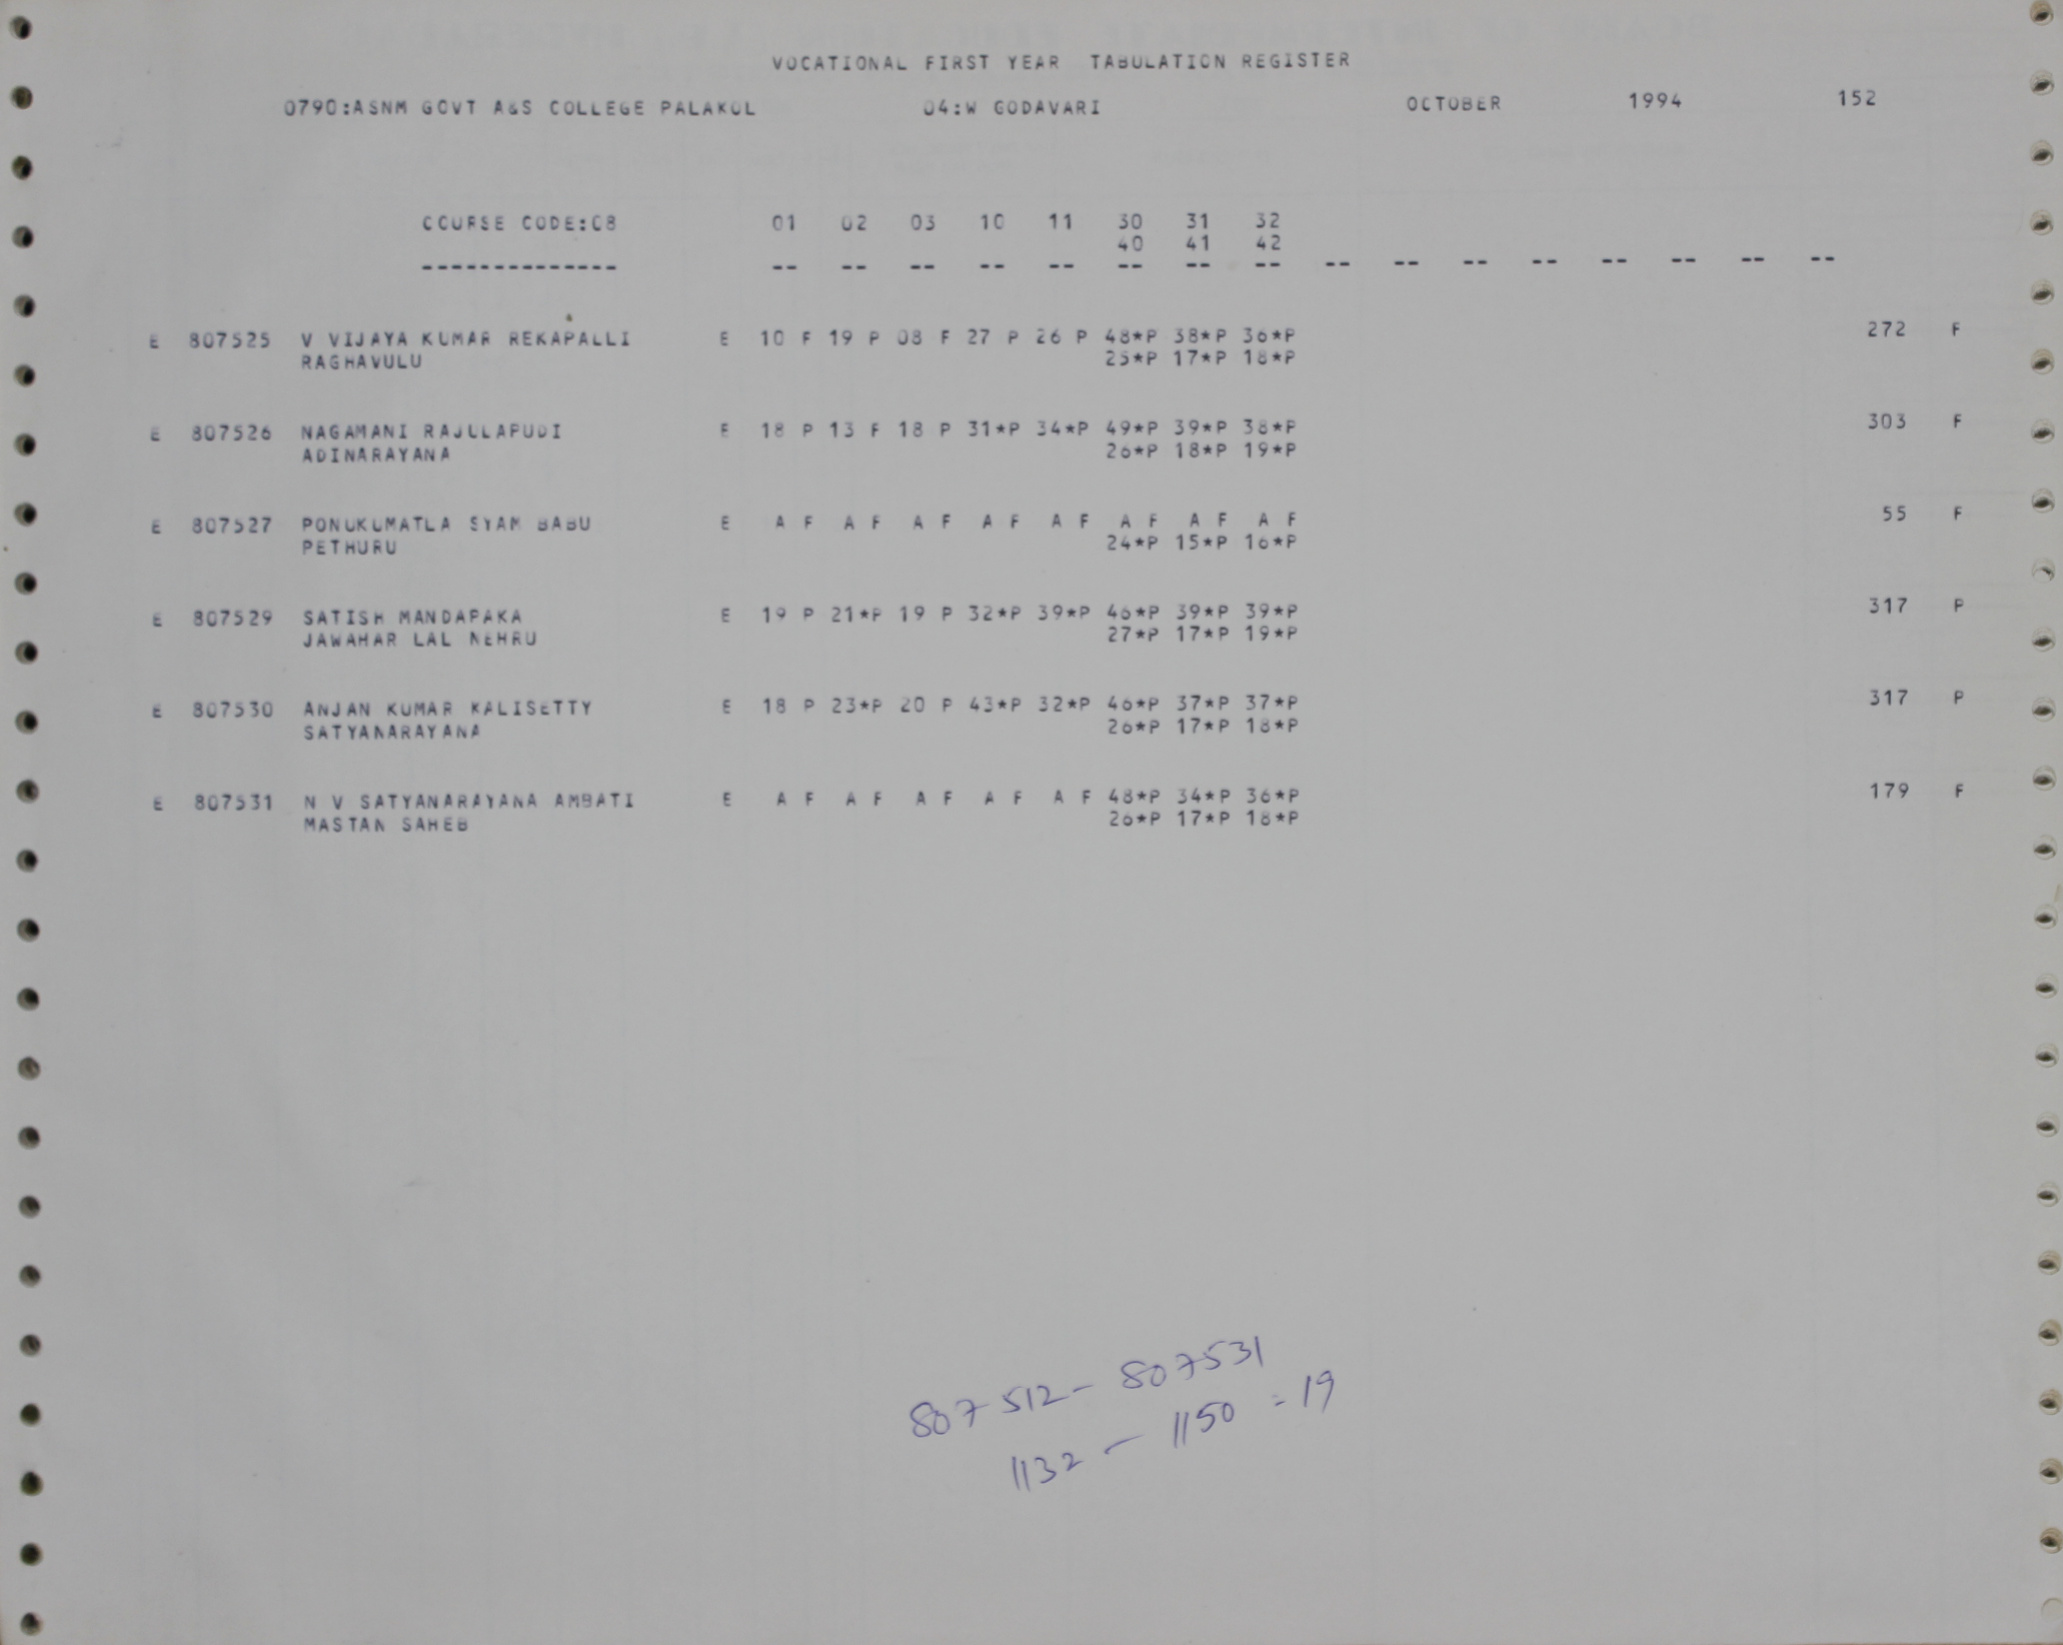 VOCATIONAL FIRST YEAR TABULATION REGISTER
0790:ASNM GOVT A&S COLLEGE PALAKOL 04:W GODAVARI OCTOBER 1994 152
COURSE CODE:08 01 02 03 10 11 30 31 32
40 41 42
-------------- -- -- -- -- -- -- -- -- -- -- -- -- -- -- -- --
E 807525 V VIJAYA KUMAR REKAPALLI E 10 F 19 P 08 F 27 P 26 P 48*P 38*P 36*P 272 F
RAGHAVULU 25*P 17*P 18*P
E 807526 NAGAMANI RAJULAPUDI E 18 P 13 F 18 P 31*P 34*P 49*P 39*P 38*P 303 F
ADINARAYANA 26*P 18*P 19*P
E 807527 PONUKUMATLA SYAM BABU E A F A F A F A F A F A F A F A F 55 F
PETHURU 24*P 15*P 16*P
E 807529 SATISH MANDAPAKA E 19 P 21*P 19 P 32*P 39*P 46*P 39*P 39*P 317 P
JAWAHAR LAL NEHRU 27*P 17*P 19*P
E 807530 ANJAN KUMAR KALISETTY E 18 P 23*P 20 P 43*P 32*P 46*P 37*P 37*P 317 P
SATYANARAYANA 26*P 17*P 18*P
E 807531 N V SATYANARAYANA AMBATI E A F A F A F A F A F 48*P 34*P 36*P 179 F
MASTAN SAHEB 26*P 17*P 18*P
807512 - 807531
1132 - 1150 = 19